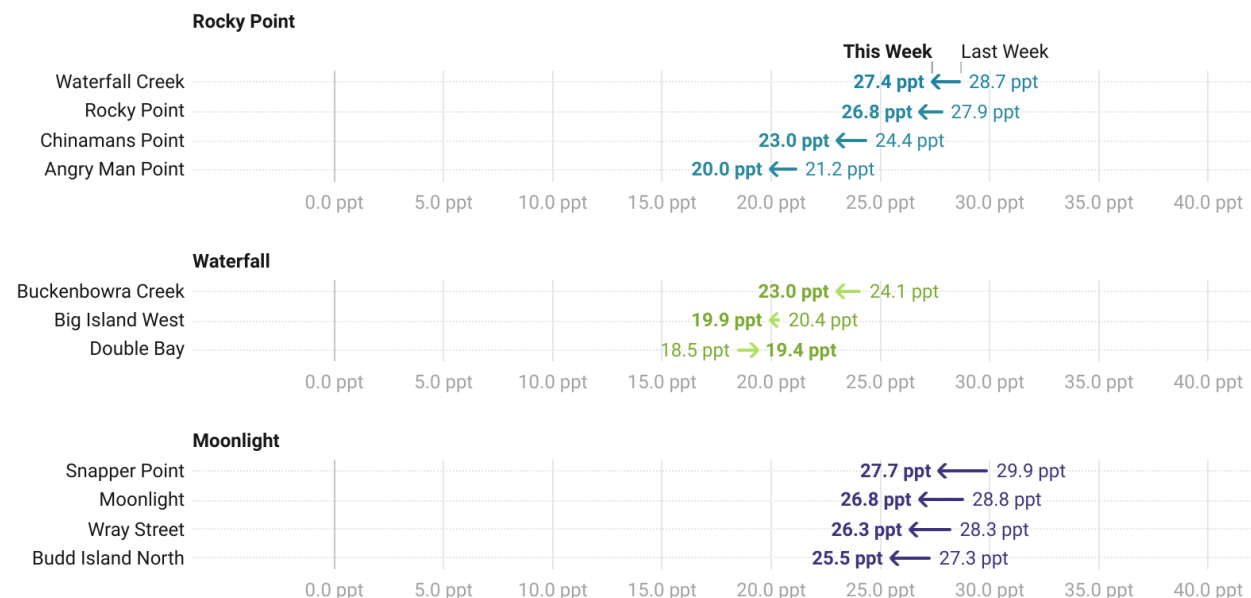 Rocky Point
This Week Last Week
Waterfall Creek 27.4 ppt 28.7 ppt
Rocky Point 26.8 ppt 27.9 ppt
Chinamans Point 23.0 ppt 24.4 ppt
Angry Man Point 20.0 ppt 21.2 ppt
0.0 ppt 5.0 ppt 10.0 ppt 15.0 ppt 20.0 ppt 25.0 ppt 30.0 ppt 35.0 ppt 40.0 ppt
Waterfall
Buckenbowra Creek 23.0 ppt 24.1 ppt
Big Island West 19.9 ppt 20.4 ppt
Double Bay 18.5 ppt 19.4 ppt
0.0 ppt 5.0 ppt 10.0 ppt 15.0 ppt 20.0 ppt 25.0 ppt 30.0 ppt 35.0 ppt 40.0 ppt
Moonlight
Snapper Point 27.7 ppt 29.9 ppt
Moonlight 26.8 ppt 28.8 ppt
Wray Street 26.3 ppt 28.3 ppt
Budd Island North 25.5 ppt 27.3 ppt
0.0 ppt 5.0 ppt 10.0 ppt 15.0 ppt 20.0 ppt 25.0 ppt 30.0 ppt 35.0 ppt 40.0 ppt